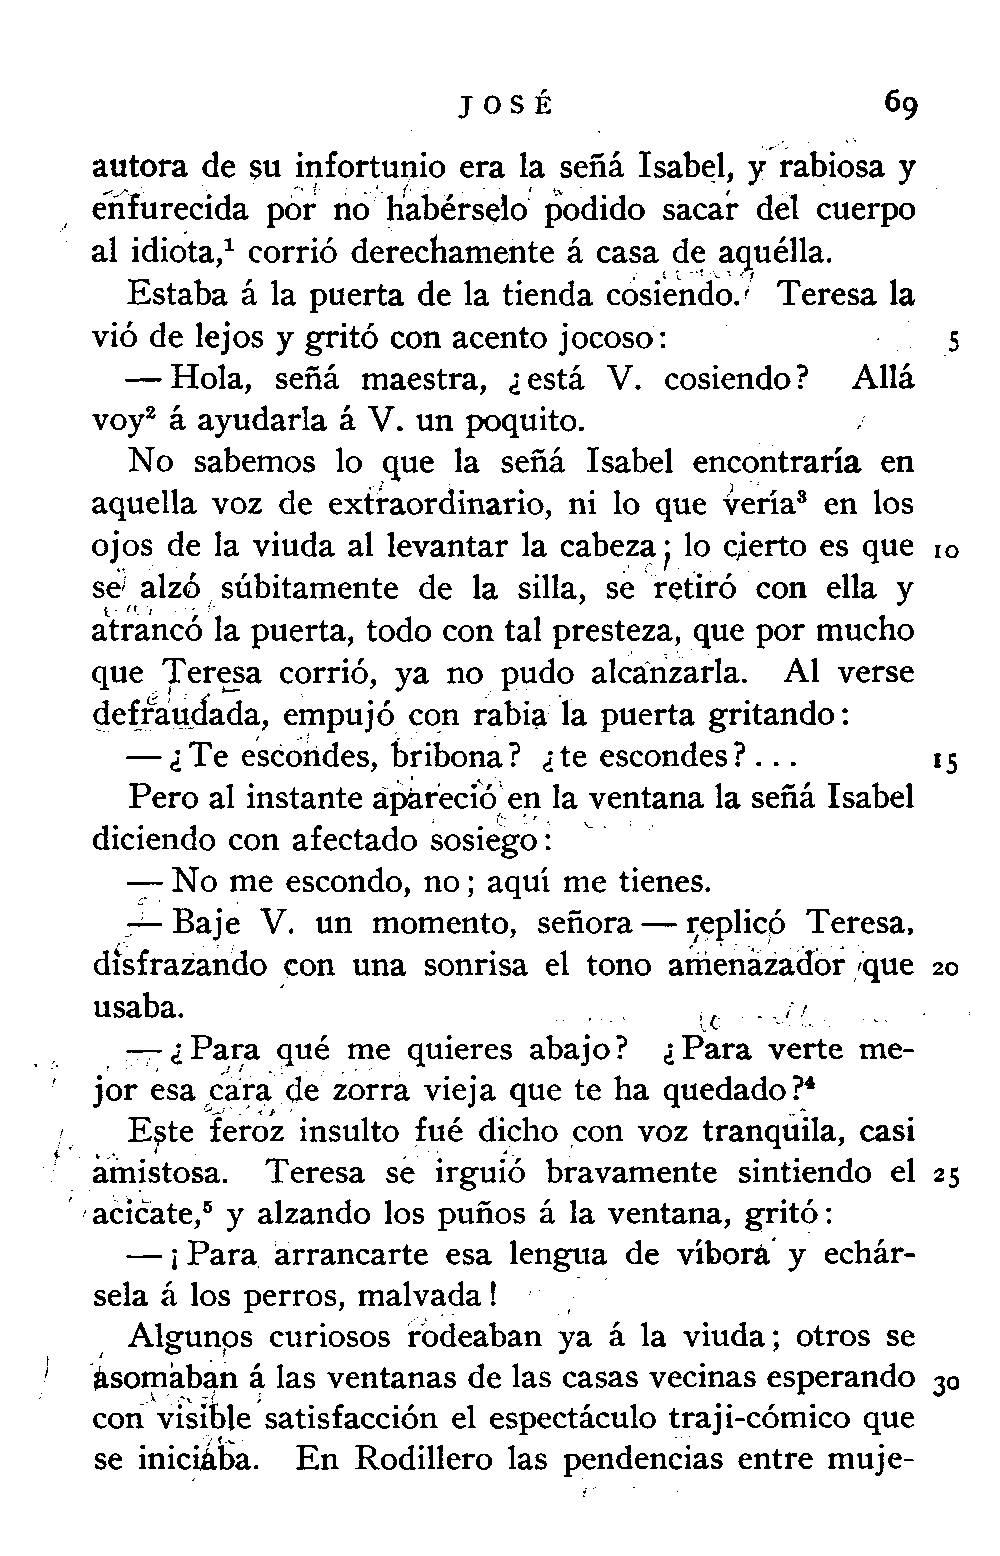 JOSÉ 69
autora de su infortunio era la señá Isabel, y rabiosa y
enfurecida por no habérselo podido sacar del cuerpo
al idiota,¹ corrió derechamente á casa de aquélla.
Estaba á la puerta de la tienda cosiendo. Teresa la
vió de lejos y gritó con acento jocoso: 5
— Hola, señá maestra, ¿está V. cosiendo? Allá
voy² á ayudarla á V. un poquito.
No sabemos lo que la señá Isabel encontraría en
aquella voz de extraordinario, ni lo que vería³ en los
ojos de la viuda al levantar la cabeza; lo cierto es que 10
se alzó súbitamente de la silla, se retiró con ella y
atrancó la puerta, todo con tal presteza, que por mucho
que Teresa corrió, ya no pudo alcanzarla. Al verse
defraudada, empujó con rabia la puerta gritando:
— ¿Te escondes, bribona? ¿te escondes?... 15
Pero al instante apareció en la ventana la señá Isabel
diciendo con afectado sosiego:
— No me escondo, no; aquí me tienes.
— Baje V. un momento, señora — replicó Teresa,
disfrazando con una sonrisa el tono amenazador que 20
usaba.
— ¿Para qué me quieres abajo? ¿Para verte me-
jor esa cara de zorra vieja que te ha quedado?⁴
Este feroz insulto fué dicho con voz tranquila, casi
amistosa. Teresa se irguió bravamente sintiendo el 25
acicate,⁵ y alzando los puños á la ventana, gritó:
— ¡Para arrancarte esa lengua de víbora y echár-
sela á los perros, malvada!
Algunos curiosos rodeaban ya á la viuda; otros se
asomaban á las ventanas de las casas vecinas esperando 30
con visible satisfacción el espectáculo traji-cómico que
se iniciaba. En Rodillero las pendencias entre muje-